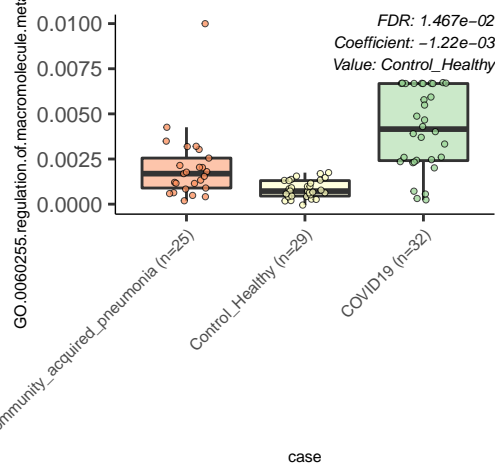 FDR: 1.467e−02
Coefficient: −1.22e−03
Value: Control_Healthy
GO.0060255.regulation.of.macromolecule.meta
0.0100
0.0075
0.0050
0.0025
0.0000
ommunity_acquired_pneumonia (n=25)
Control_Healthy (n=29)
COVID19 (n=32)
case